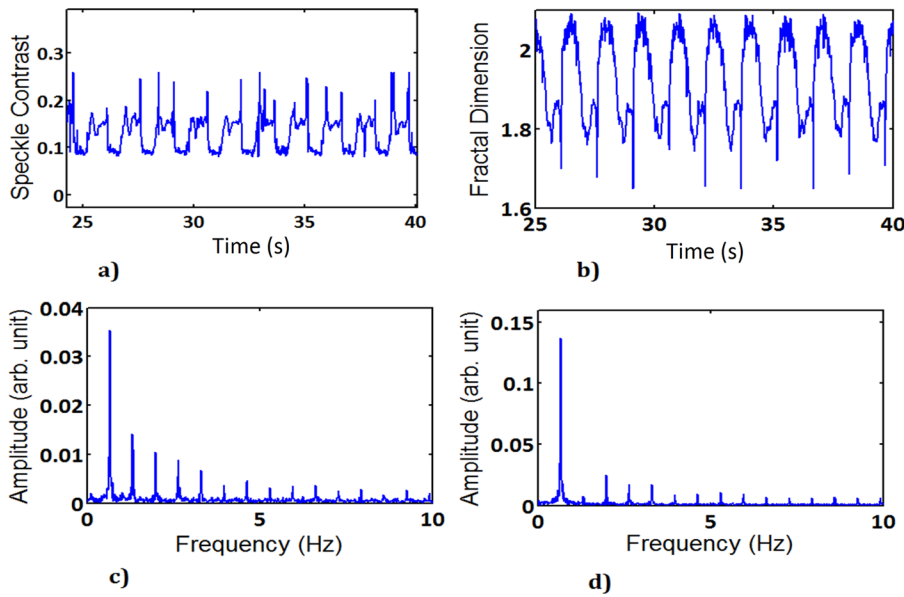 0.3
0.2
0.1
0
Speckle Contrast
25 30 35 40
Time (s)
a)
2
1.8
1.6
Fractal Dimension
25 30 35 40
Time (s)
b)
0.04
0.03
0.02
0.01
0
Amplitude (arb. unit)
0 5 10
Frequency (Hz)
c)
0.15
0.1
0.05
0
Amplitude (arb. unit)
0 5 10
Frequency (Hz)
d)